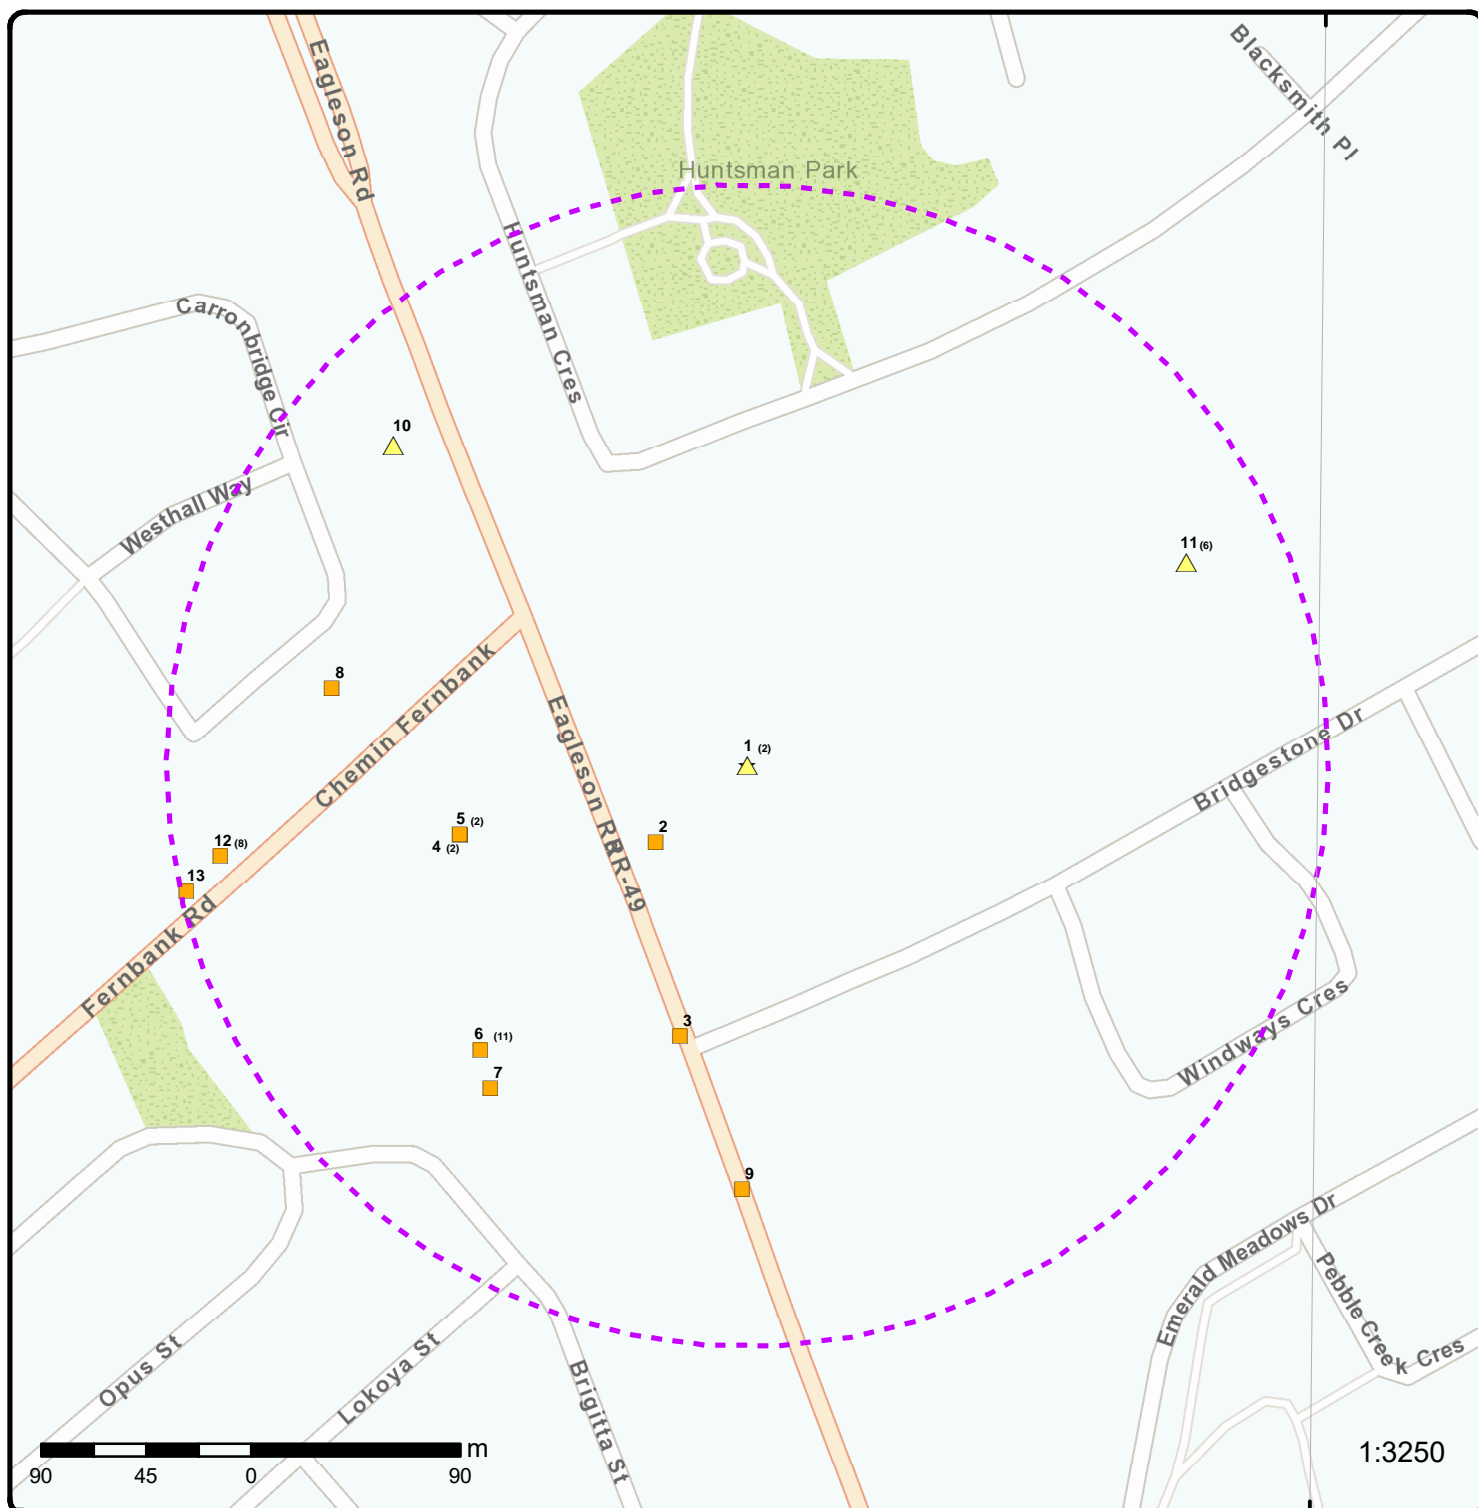 Eagleson Rd
Blacksmith Pl
Huntsman Park
Huntsman Cres
Carronbridge Cir
10
Westhall Way
11 (6)
Chemin Fernbank
8
Eagleson Rd
RR-49
1 (2)
Bridgestone Dr
5 (2)
4 (2)
2
12 (8)
13
Fernbank Rd
3
6 (11)
7
Windways Cres
9
Emerald Meadows Dr
Pebble Creek Cres
Opus St
Lokoya St
Brigitta St
m
90 45 0 90
1:3250